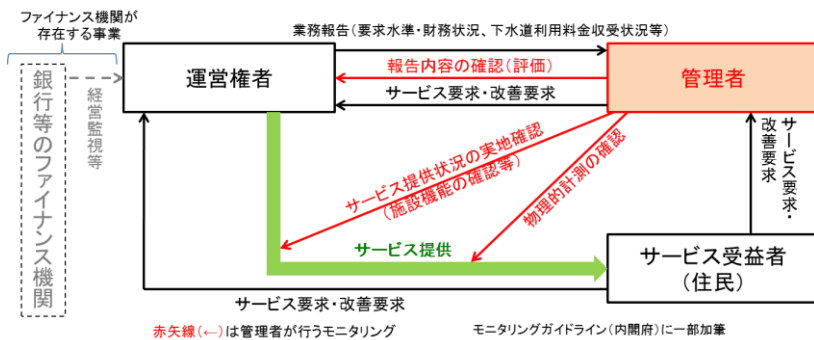 ファイナンス機関が
存在する事業
銀行等のファイナンス機関
経営監視等
運営権者
業務報告(要求水準・財務状況、下水道利用料金収受状況等)
報告内容の確認(評価)
サービス要求・改善要求
管理者
サービス提供状況の実地確認
(施設機能の確認等)
物理的計測の確認
サービス要求・
改善要求
サービス提供
サービス受益者
(住民)
サービス要求・改善要求
赤矢線(←)は管理者が行うモニタリング
モニタリングガイドライン(内閣府)に一部加筆